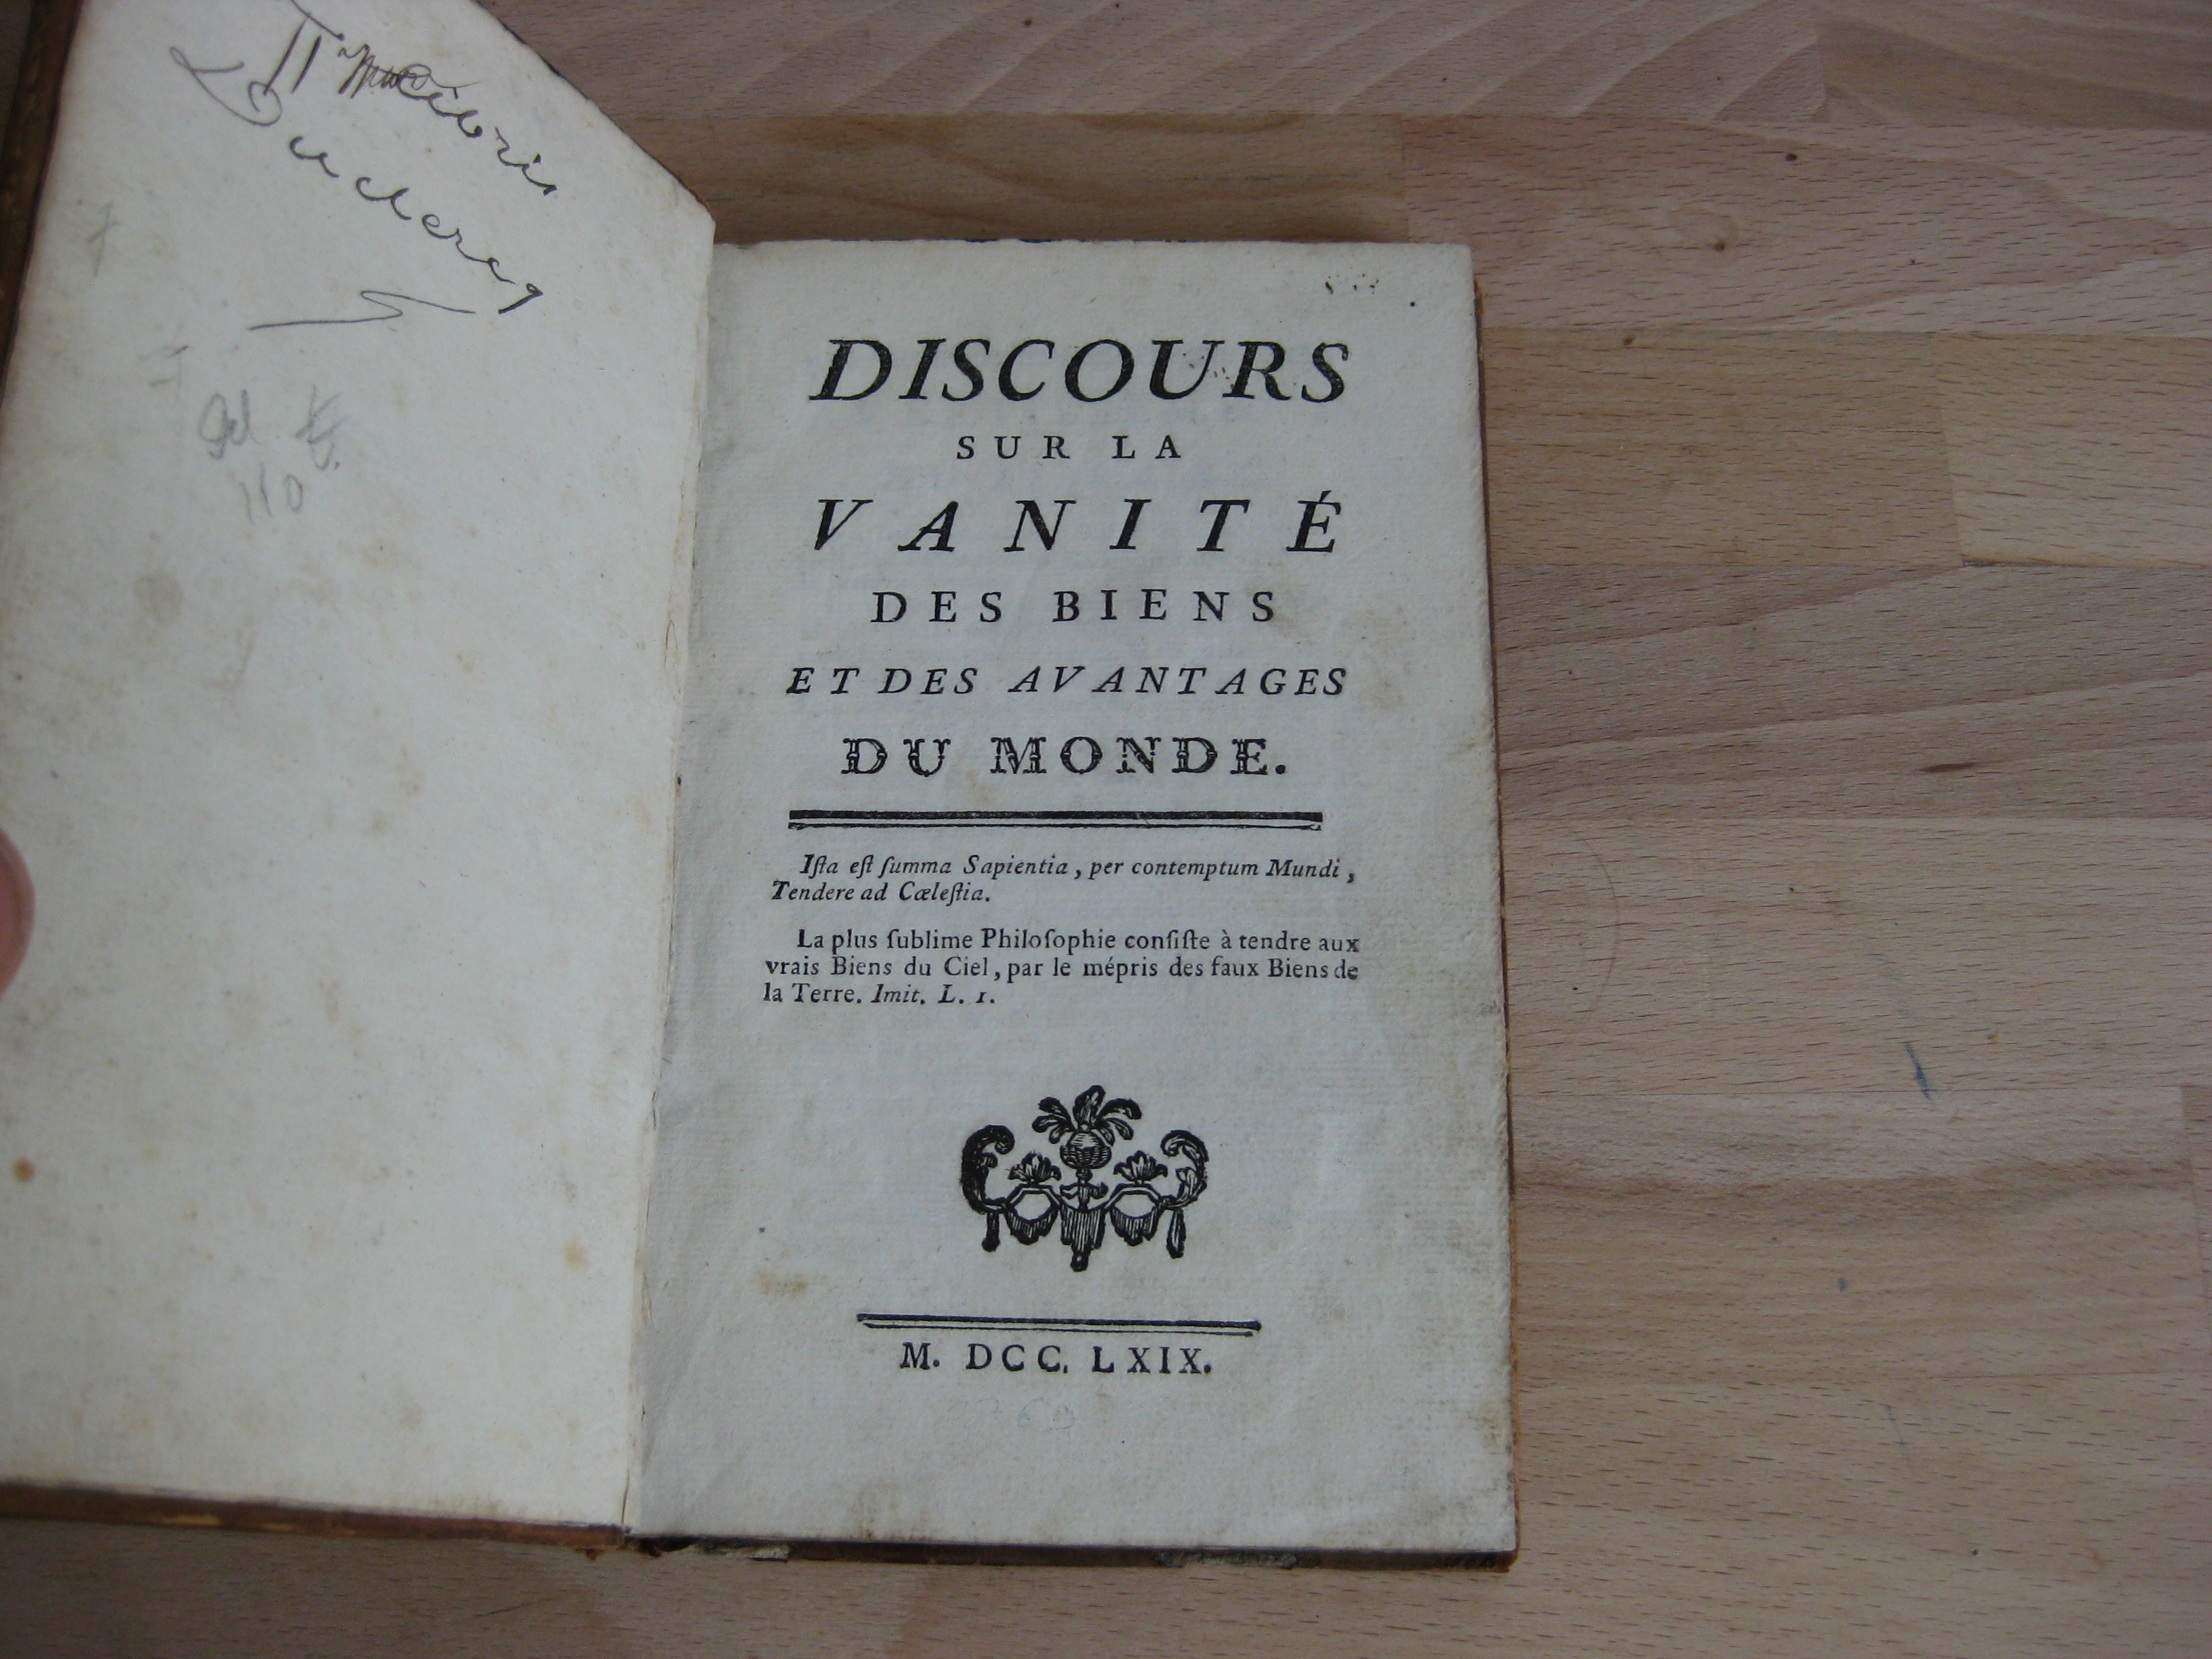 110
DISCOURS
SUR LA
VANITÉ
DES BIENS
ET DES AVANTAGES
DU MONDE.
Iſta eſt ſumma Sapientia, per contemptum Mundi,
Tendere ad Cæleſtia.
La plus ſublime Philoſophie conſiſte à tendre aux
vrais Biens du Ciel, par le mépris des faux Biens de
la Terre. Imit. L. 1.
M. DCC. LXIX.